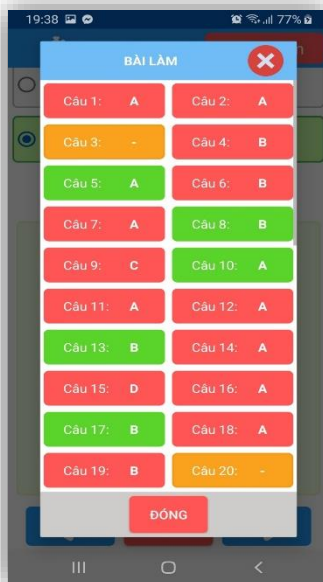 19:38 77%
BÀI LÀM
Câu 1: A Câu 2: A
Câu 3: - Câu 4: B
Câu 5: A Câu 6: B
Câu 7: A Câu 8: B
Câu 9: C Câu 10: A
Câu 11: A Câu 12: A
Câu 13: B Câu 14: A
Câu 15: D Câu 16: A
Câu 17: B Câu 18: A
Câu 19: B Câu 20: -
ĐÓNG